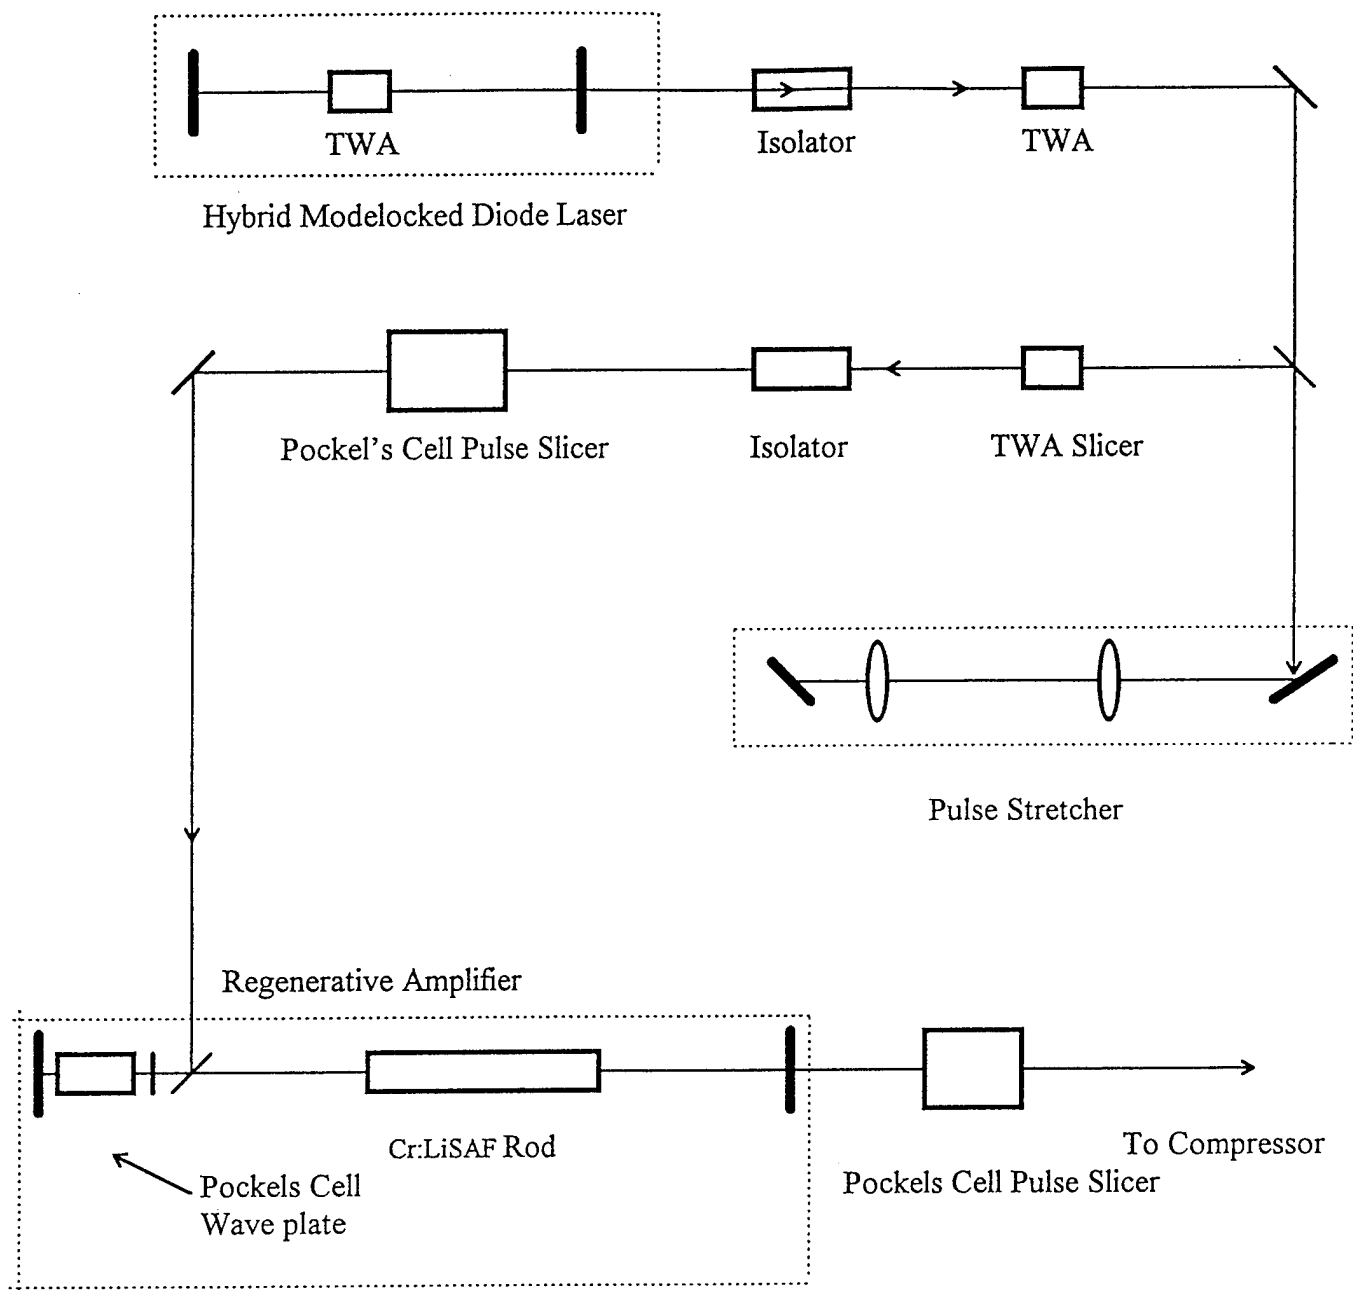 TWA
Isolator
TWA
Hybrid Modelocked Diode Laser
Pockel's Cell Pulse Slicer
Isolator
TWA Slicer
Pulse Stretcher
Regenerative Amplifier
Cr:LiSAF Rod
To Compressor
Pockels Cell
Wave plate
Pockels Cell Pulse Slicer